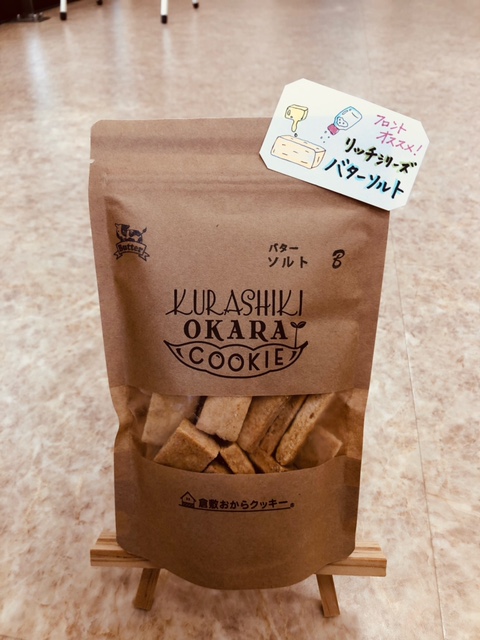 フロント
オススメ!
リッチシリーズ
バターソルト
Butter
バター
ソルト
B
KURASHIKI
OKARA
COOKIE
倉敷おからクッキー®